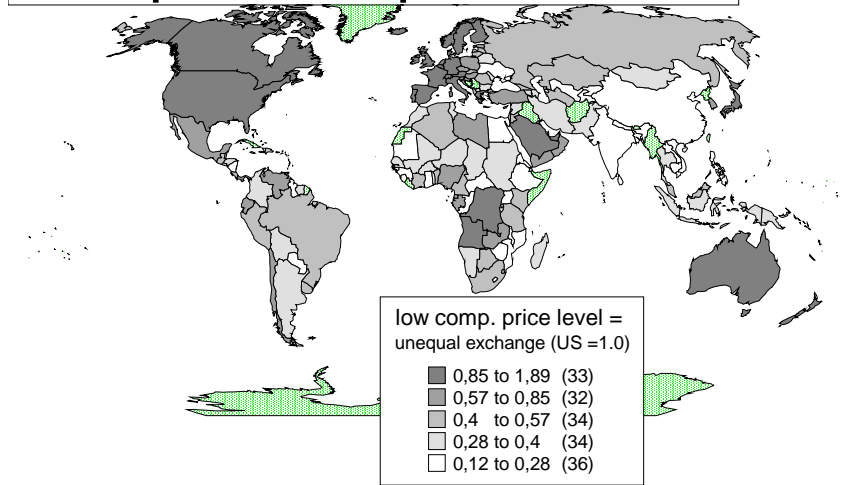 low comp. price level =
unequal exchange (US =1.0)
0,85 to 1,89 (33)
0,57 to 0,85 (32)
0,4 to 0,57 (34)
0,28 to 0,4 (34)
0,12 to 0,28 (36)